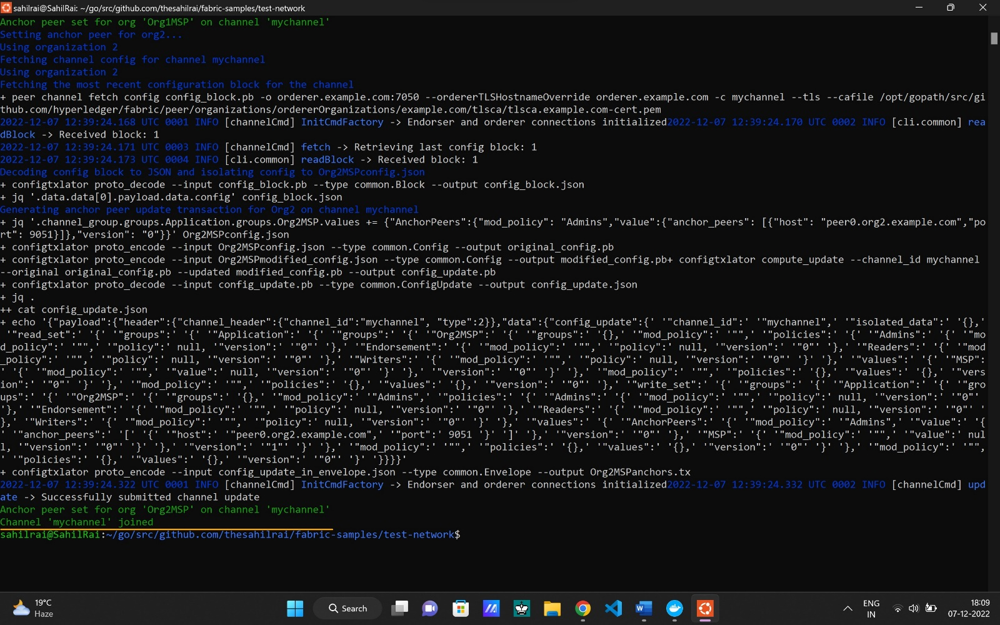 sahilrai@SahilRai: ~/go/src/github.com/thesahilrai/fabric-samples/test-network
Anchor peer set for org 'Org1MSP' on channel 'mychannel'
Setting anchor peer for org2...
Using organization 2
Fetching channel config for channel mychannel
Using organization 2
Fetching the most recent configuration block for the channel
+ peer channel fetch config config_block.pb -o orderer.example.com:7050 --ordererTLSHostnameOverride orderer.example.com -c mychannel --tls --cafile /opt/gopath/src/gi
thub.com/hyperledger/fabric/peer/organizations/ordererOrganizations/example.com/tlsca/tlsca.example.com-cert.pem
2022-12-07 12:39:24.168 UTC 0001 INFO [channelCmd] InitCmdFactory -> Endorser and orderer connections initialized2022-12-07 12:39:24.170 UTC 0002 INFO [cli.common] rea
dBlock -> Received block: 1
2022-12-07 12:39:24.171 UTC 0003 INFO [channelCmd] fetch -> Retrieving last config block: 1
2022-12-07 12:39:24.173 UTC 0004 INFO [cli.common] readBlock -> Received block: 1
Decoding config block to JSON and isolating config to Org2MSPconfig.json
+ configtxlator proto_decode --input config_block.pb --type common.Block --output config_block.json
+ jq '.data.data[0].payload.data.config' config_block.json
Generating anchor peer update transaction for Org2 on channel mychannel
+ jq '.channel_group.groups.Application.groups.Org2MSP.values += {"AnchorPeers":{"mod_policy": "Admins","value":{"anchor_peers": [{"host": "peer0.org2.example.com","po
rt": 9051}]},"version": "0"}}' Org2MSPconfig.json
+ configtxlator proto_encode --input Org2MSPconfig.json --type common.Config --output original_config.pb
+ configtxlator proto_encode --input Org2MSPmodified_config.json --type common.Config --output modified_config.pb+ configtxlator compute_update --channel_id mychannel
--original original_config.pb --updated modified_config.pb --output config_update.pb
+ configtxlator proto_decode --input config_update.pb --type common.ConfigUpdate --output config_update.json
+ jq .
++ cat config_update.json
+ echo '{"payload":{"header":{"channel_header":{"channel_id":"mychannel", "type":2}},"data":{"config_update":{' '"channel_id":' '"mychannel",' '"isolated_data":' '{},'
 '"read_set":' '{' '"groups":' '{' '"Application":' '{' '"groups":' '{' '"Org2MSP":' '{' '"groups":' '{},' '"mod_policy":' '"",' '"policies":' '{' '"Admins":' '{' '"mo
d_policy":' '"",' '"policy":' null, '"version":' '"0"' '},' '"Endorsement":' '{' '"mod_policy":' '"",' '"policy":' null, '"version":' '"0"' '},' '"Readers":' '{' '"mod
_policy":' '"",' '"policy":' null, '"version":' '"0"' '},' '"Writers":' '{' '"mod_policy":' '"",' '"policy":' null, '"version":' '"0"' '}' '},' '"values":' '{' '"MSP":
' '{' '"mod_policy":' '"",' '"value":' null, '"version":' '"0"' '}' '},' '"version":' '"0"' '}' '},' '"mod_policy":' '"",' '"policies":' '{},' '"values":' '{},' '"vers
ion":' '"0"' '}' '},' '"mod_policy":' '"",' '"policies":' '{},' '"values":' '{},' '"version":' '"0"' '},' '"write_set":' '{' '"groups":' '{' '"Application":' '{' '"gro
ups":' '{' '"Org2MSP":' '{' '"groups":' '{},' '"mod_policy":' '"Admins",' '"policies":' '{' '"Admins":' '{' '"mod_policy":' '"",' '"policy":' null, '"version":' '"0"'
'},' '"Endorsement":' '{' '"mod_policy":' '"",' '"policy":' null, '"version":' '"0"' '},' '"Readers":' '{' '"mod_policy":' '"",' '"policy":' null, '"version":' '"0"' '
},' '"Writers":' '{' '"mod_policy":' '"",' '"policy":' null, '"version":' '"0"' '}' '},' '"values":' '{' '"AnchorPeers":' '{' '"mod_policy":' '"Admins",' '"value":' '{
' '"anchor_peers":' '[' '{' '"host":' '"peer0.org2.example.com",' '"port":' 9051 '}' ']' '},' '"version":' '"0"' '},' '"MSP":' '{' '"mod_policy":' '"",' '"value":' nul
l, '"version":' '"0"' '}' '},' '"version":' '"1"' '}' '},' '"mod_policy":' '"",' '"policies":' '{},' '"values":' '{},' '"version":' '"0"' '}' '},' '"mod_policy":' '"",
' '"policies":' '{},' '"values":' '{},' '"version":' '"0"' '}' '}}}}'
+ configtxlator proto_encode --input config_update_in_envelope.json --type common.Envelope --output Org2MSPanchors.tx
2022-12-07 12:39:24.322 UTC 0001 INFO [channelCmd] InitCmdFactory -> Endorser and orderer connections initialized2022-12-07 12:39:24.332 UTC 0002 INFO [channelCmd] upd
ate -> Successfully submitted channel update
Anchor peer set for org 'Org2MSP' on channel 'mychannel'
Channel 'mychannel' joined
sahilrai@SahilRai:~/go/src/github.com/thesahilrai/fabric-samples/test-network$
19°C
Haze
Search
ENG
IN
18:09
07-12-2022